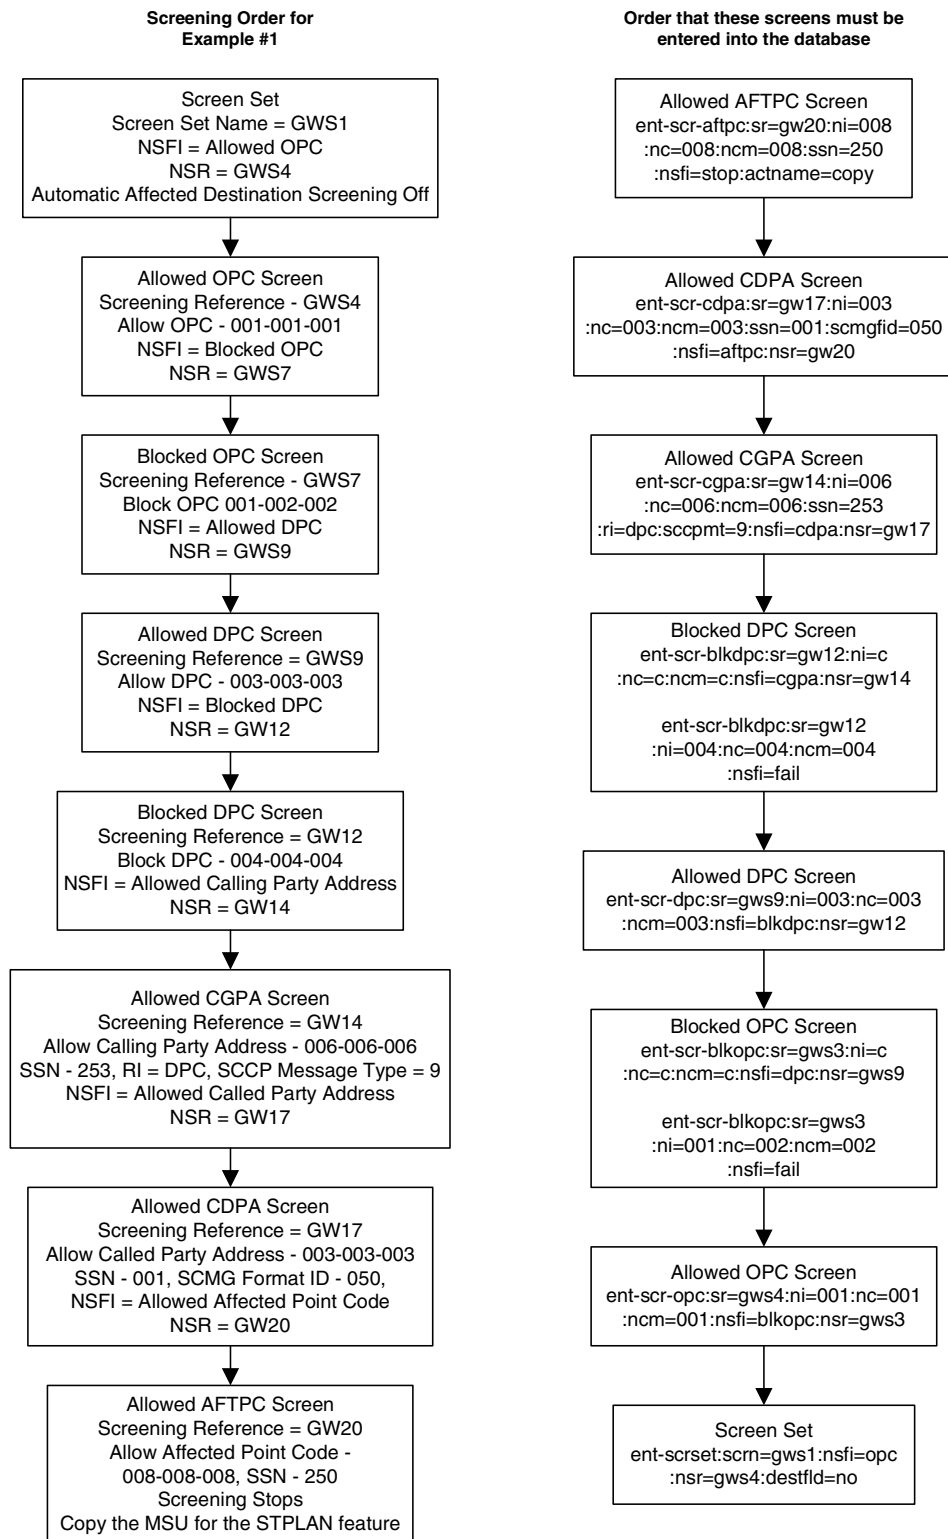 Screening Order for
Example #1
Screen Set
Screen Set Name = GWS1
NSFI = Allowed OPC
NSR = GWS4
Automatic Affected Destination Screening Off
Allowed OPC Screen
Screening Reference - GWS4
Allow OPC - 001-001-001
NSFI = Blocked OPC
NSR = GWS7
Blocked OPC Screen
Screening Reference - GWS7
Block OPC 001-002-002
NSFI = Allowed DPC
NSR = GWS9
Allowed DPC Screen
Screening Reference = GWS9
Allow DPC - 003-003-003
NSFI = Blocked DPC
NSR = GW12
Blocked DPC Screen
Screening Reference = GW12
Block DPC - 004-004-004
NSFI = Allowed Calling Party Address
NSR = GW14
Allowed CGPA Screen
Screening Reference = GW14
Allow Calling Party Address - 006-006-006
SSN - 253, RI = DPC, SCCP Message Type = 9
NSFI = Allowed Called Party Address
NSR = GW17
Allowed CDPA Screen
Screening Reference = GW17
Allow Called Party Address - 003-003-003
SSN - 001, SCMG Format ID - 050,
NSFI = Allowed Affected Point Code
NSR = GW20
Allowed AFTPC Screen
Screening Reference = GW20
Allow Affected Point Code -
008-008-008, SSN - 250
Screening Stops
Copy the MSU for the STPLAN feature
Order that these screens must be
entered into the database
Allowed AFTPC Screen
ent-scr-aftpc:sr=gw20:ni=008
:nc=008:ncm=008:ssn=250
:nsfi=stop:actname=copy
Allowed CDPA Screen
ent-scr-cdpa:sr=gw17:ni=003
:nc=003:ncm=003:ssn=001:scmgfid=050
:nsfi=aftpc:nsr=gw20
Allowed CGPA Screen
ent-scr-cgpa:sr=gw14:ni=006
:nc=006:ncm=006:ssn=253
:ri=dpc:sccpmt=9:nsfi=cdpa:nsr=gw17
Blocked DPC Screen
ent-scr-blkdpc:sr=gw12:ni=c
:nc=c:ncm=c:nsfi=cgpa:nsr=gw14
ent-scr-blkdpc:sr=gw12
:ni=004:nc=004:ncm=004
:nsfi=fail
Allowed DPC Screen
ent-scr-dpc:sr=gws9:ni=003:nc=003
:ncm=003:nsfi=blkdpc:nsr=gw12
Blocked OPC Screen
ent-scr-blkopc:sr=gws3:ni=c
:nc=c:ncm=c:nsfi=dpc:nsr=gws9
ent-scr-blkopc:sr=gws3
:ni=001:nc=002:ncm=002
:nsfi=fail
Allowed OPC Screen
ent-scr-opc:sr=gws4:ni=001:nc=001
:ncm=001:nsfi=blkopc:nsr=gws3
Screen Set
ent-scrset:scrn=gws1:nsfi=opc
:nsr=gws4:destfld=no